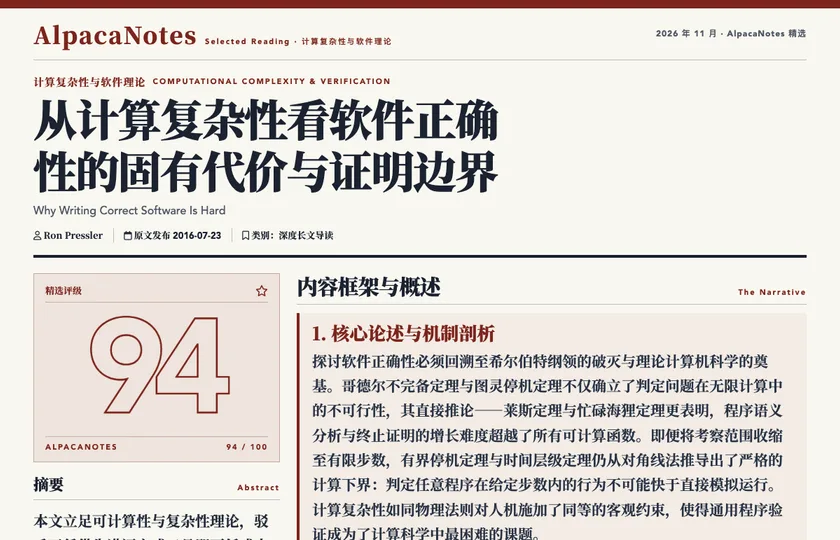 AlpacaNotes Selected Reading · 计算复杂性与软件理论
2026 年 11 月 · AlpacaNotes 精选
计算复杂性与软件理论 COMPUTATIONAL COMPLEXITY & VERIFICATION
从计算复杂性看软件正确
性的固有代价与证明边界
Why Writing Correct Software Is Hard
Ron Pressler 原文发布 2016-07-23 类别：深度长文导读
精选评级
94
ALPACANOTES 94 / 100
摘要 Abstract
本文立足可计算性与复杂性理论，驳
内容框架与概述 The Narrative
1. 核心论述与机制剖析
探讨软件正确性必须回溯至希尔伯特纲领的破灭与理论计算机科学的奠
基。哥德尔不完备定理与图灵停机定理不仅确立了判定问题在无限计算中
的不可行性，其直接推论——莱斯定理与忙碌海狸定理更表明，程序语义
分析与终止证明的增长难度超越了所有可计算函数。即便将考察范围收缩
至有限步数，有界停机定理与时间层级定理仍从对角线法推导出了严格的
计算下界：判定任意程序在给定步数内的行为不可能快于直接模拟运行。
计算复杂性如同物理法则对人机施加了同等的客观约束，使得通用程序验
证成为了计算科学中最困难的课题。